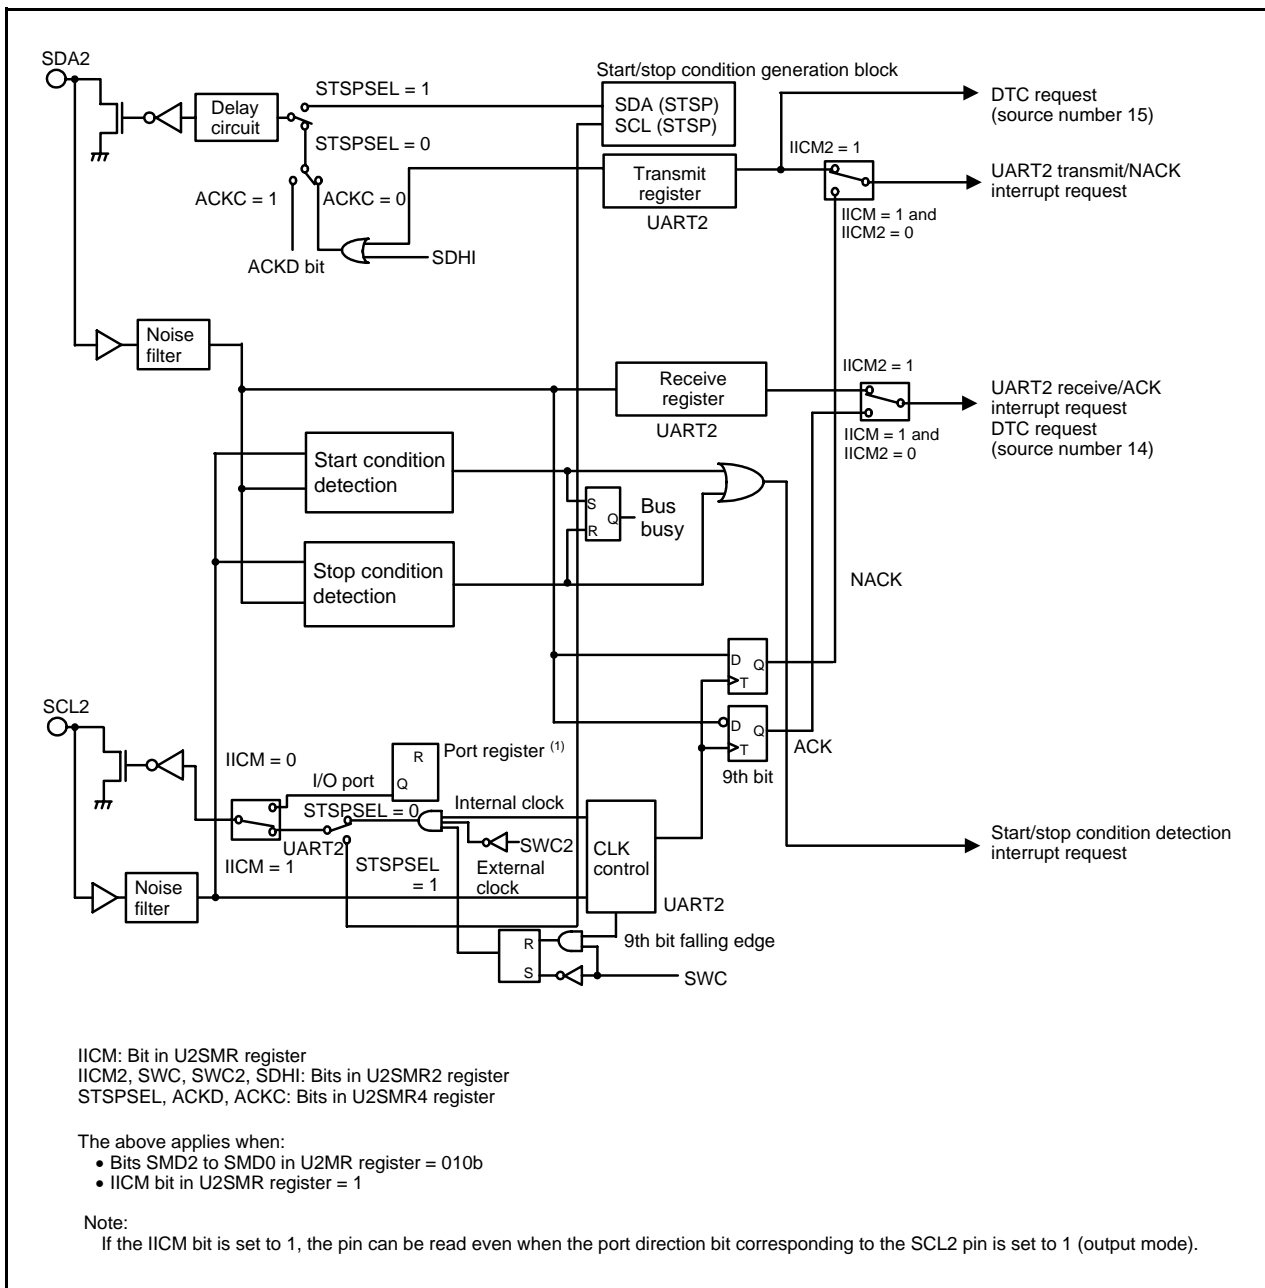 SDA2
STSPSEL = 1
Start/stop condition generation block
SDA (STSP)
SCL (STSP)
DTC request
(source number 15)
Delay
circuit
STSPSEL = 0
IICM2 = 1
Transmit
register
UART2
UART2 transmit/NACK
interrupt request
ACKC = 1
ACKC = 0
IICM = 1 and
IICM2 = 0
ACKD bit
SDHI
Noise
filter
Receive
register
UART2
IICM2 = 1
UART2 receive/ACK
interrupt request
DTC request
(source number 14)
IICM = 1 and
IICM2 = 0
Start condition
detection
S
R
Q
Bus
busy
Stop condition
detection
NACK
D
Q
T
D
Q
T
ACK
9th bit
SCL2
IICM = 0
I/O port
R
Q
Port register (1)
STSPSEL = 0
Internal clock
SWC2
UART2
IICM = 1
STSPSEL
= 1
External
clock
CLK
control
UART2
Start/stop condition detection
interrupt request
Noise
filter
R
S
9th bit falling edge
SWC
IICM: Bit in U2SMR register
IICM2, SWC, SWC2, SDHI: Bits in U2SMR2 register
STSPSEL, ACKD, ACKC: Bits in U2SMR4 register
The above applies when:
• Bits SMD2 to SMD0 in U2MR register = 010b
• IICM bit in U2SMR register = 1
Note:
If the IICM bit is set to 1, the pin can be read even when the port direction bit corresponding to the SCL2 pin is set to 1 (output mode).